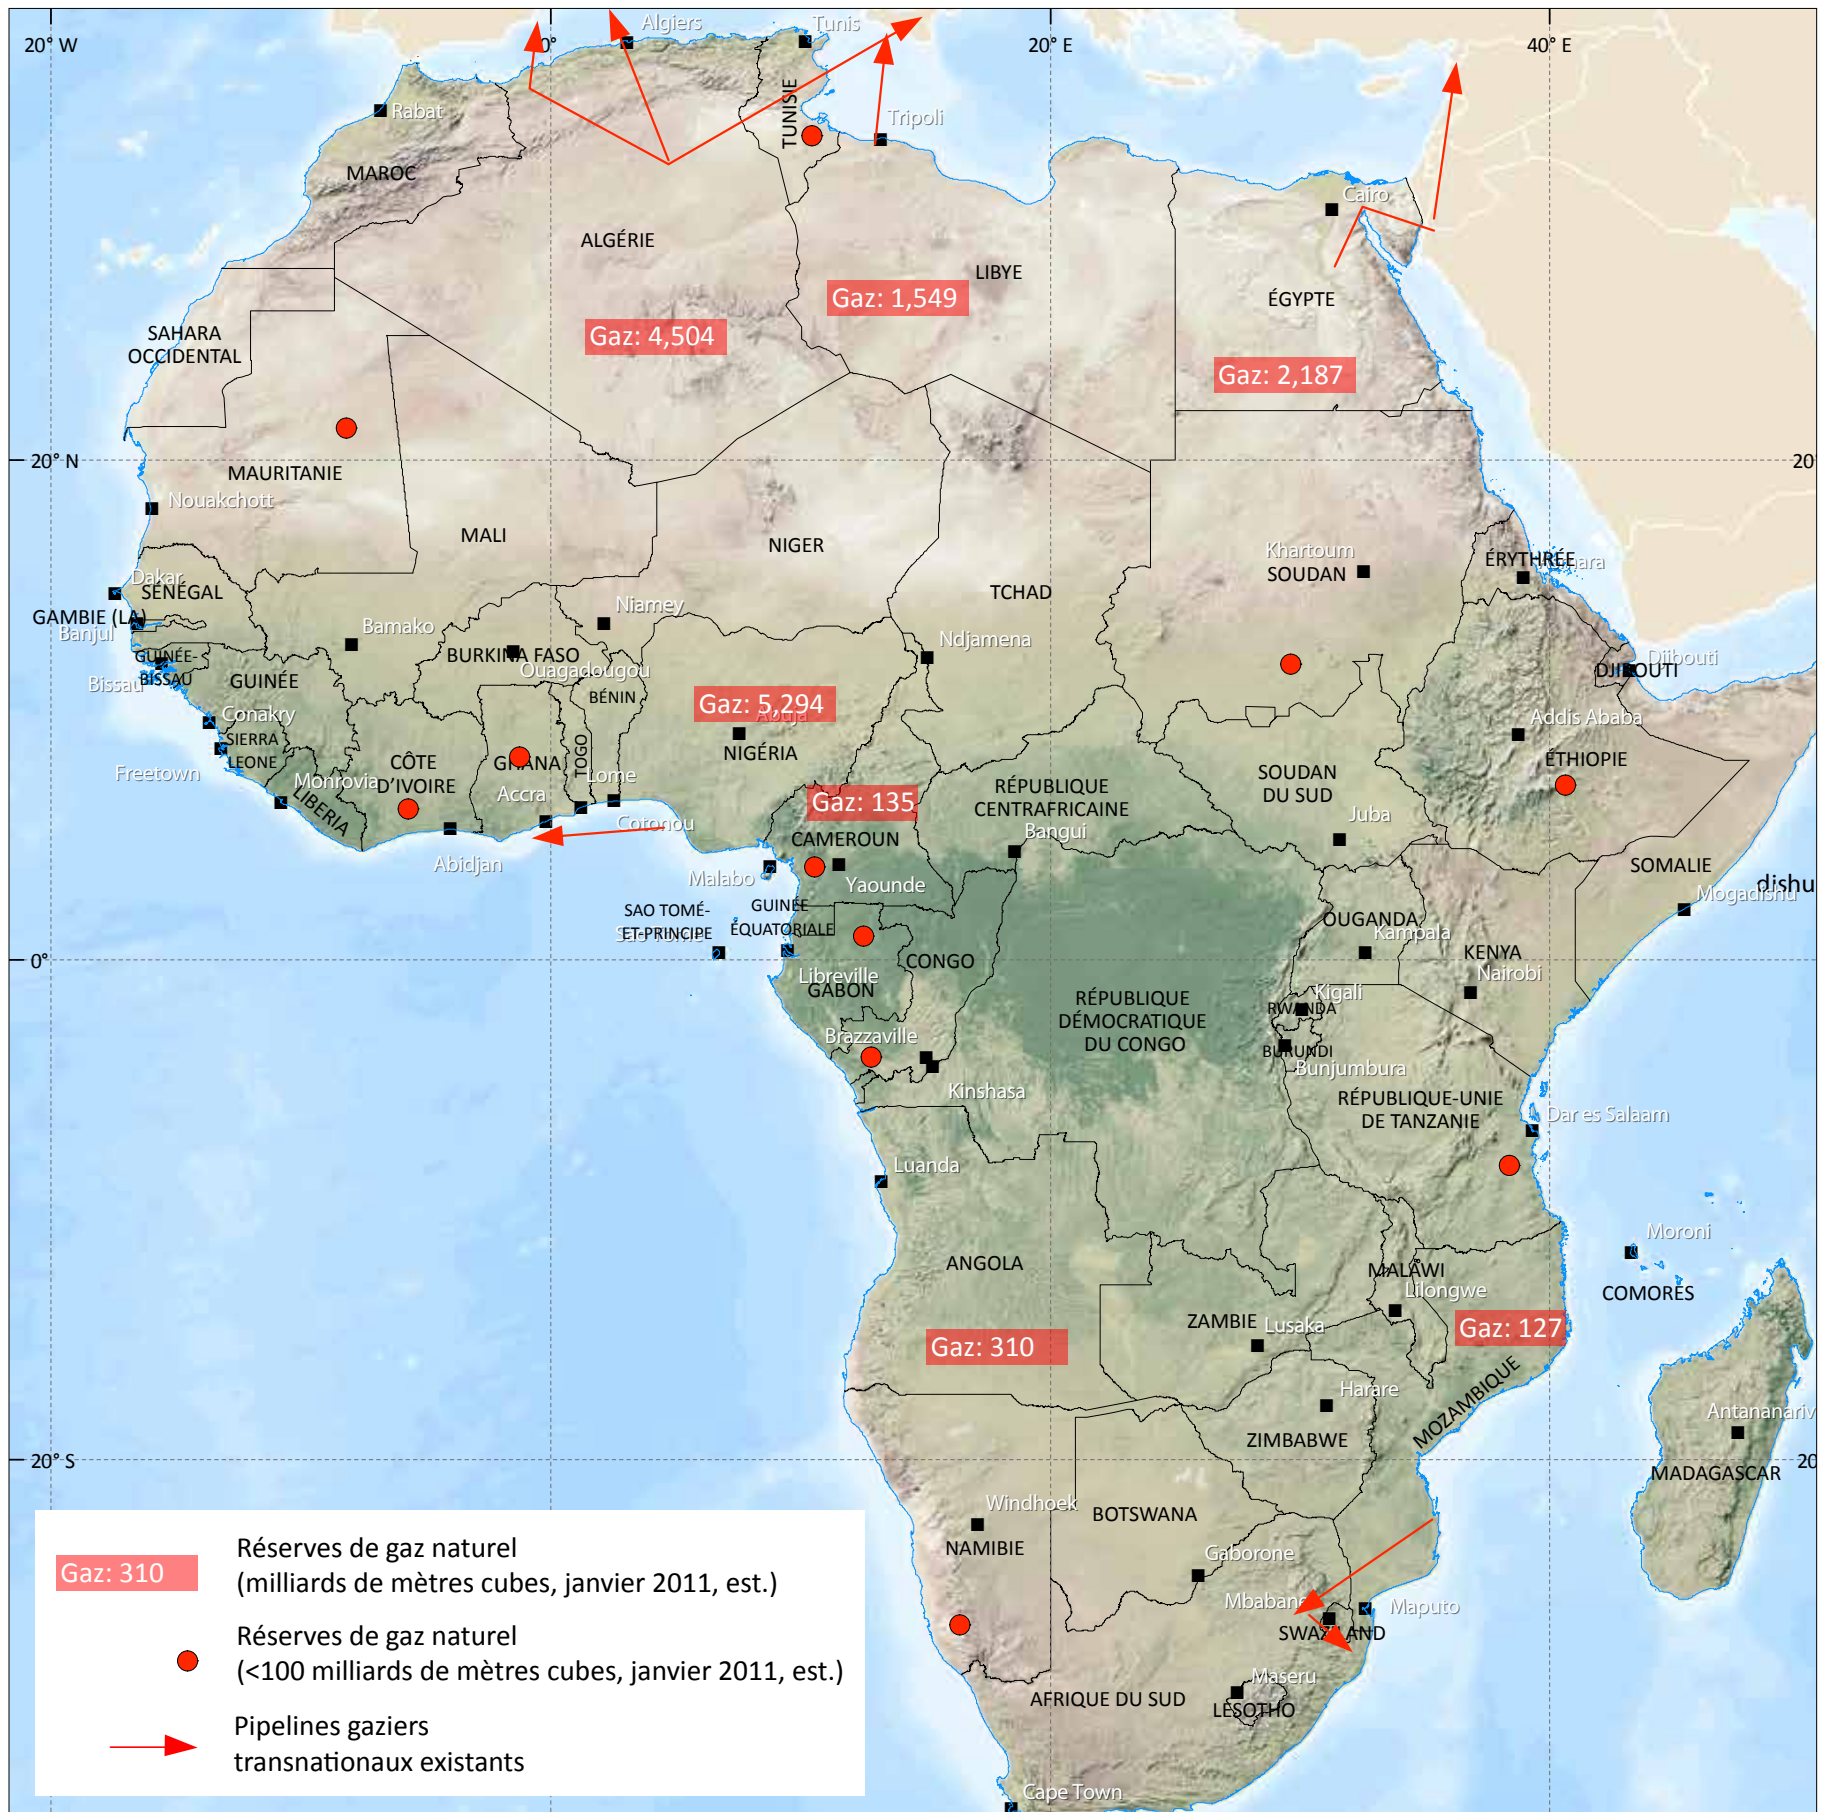 20° W
0°
Algiers
Tunis
20° E
40° E
Rabat
TUNISIE
Tripoli
MAROC
Cairo
ALGÉRIE
LIBYE
ÉGYPTE
Gaz: 1,549
Gaz: 4,504
SAHARA
OCCIDENTAL
Gaz: 2,187
20° N
20
MAURITANIE
Nouakchott
MALI
NIGER
Khartoum
SOUDAN
ÉRYTHRÉE
TCHAD
Dakar
SÉNÉGAL
GAMBIE (LA)
Banjul
Niamey
Bamako
Ndjamena
BURKINA FASO
Ouagadougou
GUINÉE-
BISSAU
Bissau
GUINÉE
Djibouti
DJIBOUTI
BÉNIN
Gaz: 5,294
Abuja
NIGÉRIA
Conakry
SIERRA
LEONE
Addis Ababa
ÉTHIOPIE
Freetown
Monrovia
LIBERIA
CÔTE
D'IVOIRE
GHANA
TOGO
Lome
Accra
Cotonou
Abidjan
Gaz: 135
CAMEROUN
RÉPUBLIQUE
CENTRAFRICAINE
Bangui
SOUDAN
DU SUD
Juba
Malabo
Yaounde
SOMALIE
dishu
Mogadishu
SAO TOMÉ-
ET-PRINCIPE
Sao Tome
GUINÉE
ÉQUATORIALE
OUGANDA
Kampala
KENYA
Nairobi
0°
Libreville
GABON
CONGO
RÉPUBLIQUE
DÉMOCRATIQUE
DU CONGO
Kigali
RWANDA
BURUNDI
Bunjumbura
Brazzaville
Kinshasa
RÉPUBLIQUE-UNIE
DE TANZANIE
Dar es Salaam
Luanda
Moroni
COMORES
ANGOLA
MALAWI
Lilongwe
ZAMBIE
Lusaka
Gaz: 127
Gaz: 310
Harare
MOZAMBIQUE
ZIMBABWE
Antananariv
MADAGASCAR
20° S
20
Windhoek
NAMIBIE
BOTSWANA
Gaborone
Mbabane
Maputo
SWAZILAND
Maseru
LESOTHO
AFRIQUE DU SUD
Cape Town
Gaz: 310
Réserves de gaz naturel
(milliards de mètres cubes, janvier 2011, est.)
Réserves de gaz naturel
(<100 milliards de mètres cubes, janvier 2011, est.)
Pipelines gaziers
transnationaux existants